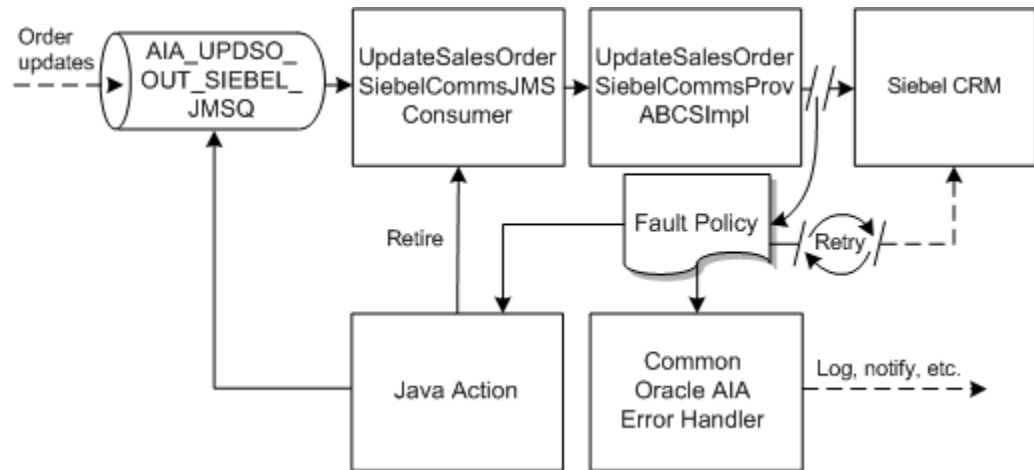 Order
updates
AIA_UPDSO_
OUT_SIEBEL_
JMSQ
UpdateSalesOrder
SiebelCommsJMS
Consumer
UpdateSalesOrder
SiebelCommsProv
ABCSImpl
Siebel CRM
Retire
Fault Policy
Retry
Java Action
Common
Oracle AIA
Error Handler
Log, notify, etc.